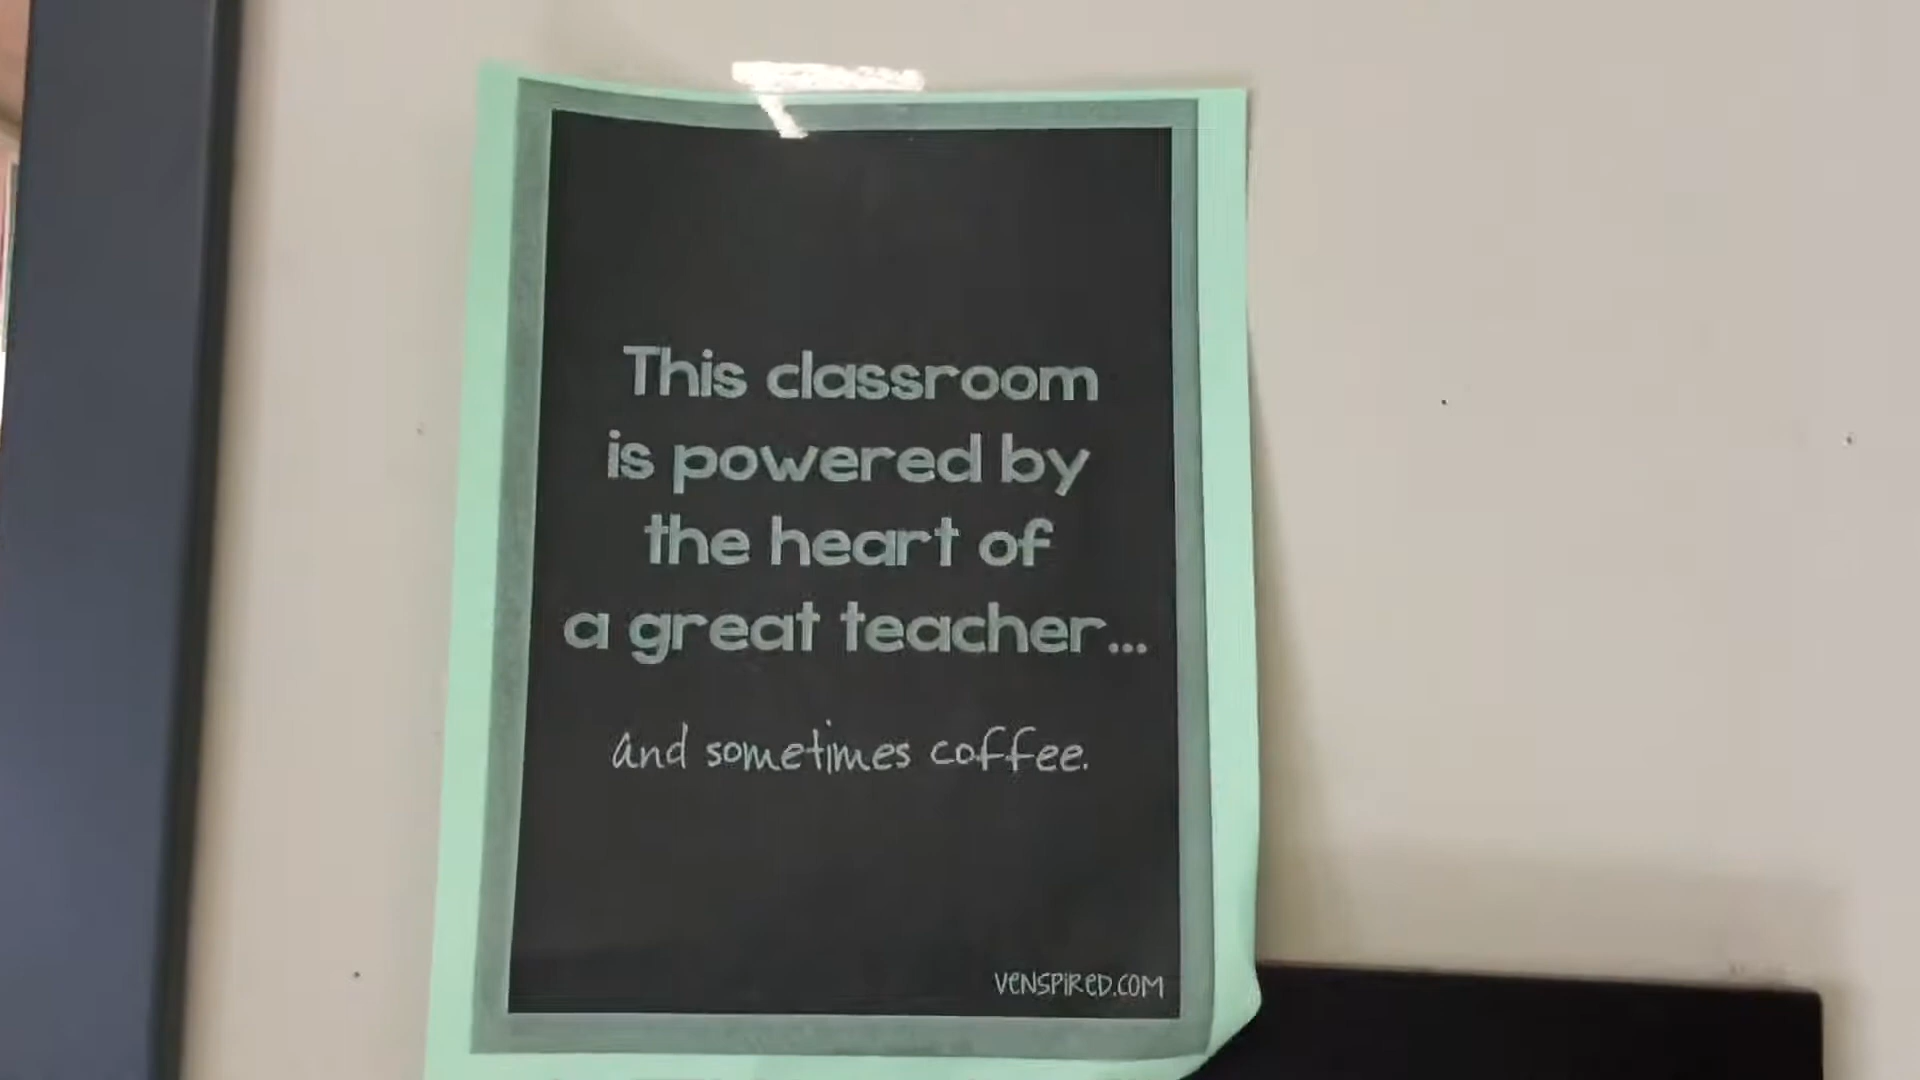 This classroom
is powered by
the heart of
a great teacher...
and sometimes coffee.
VENSPIRED.COM